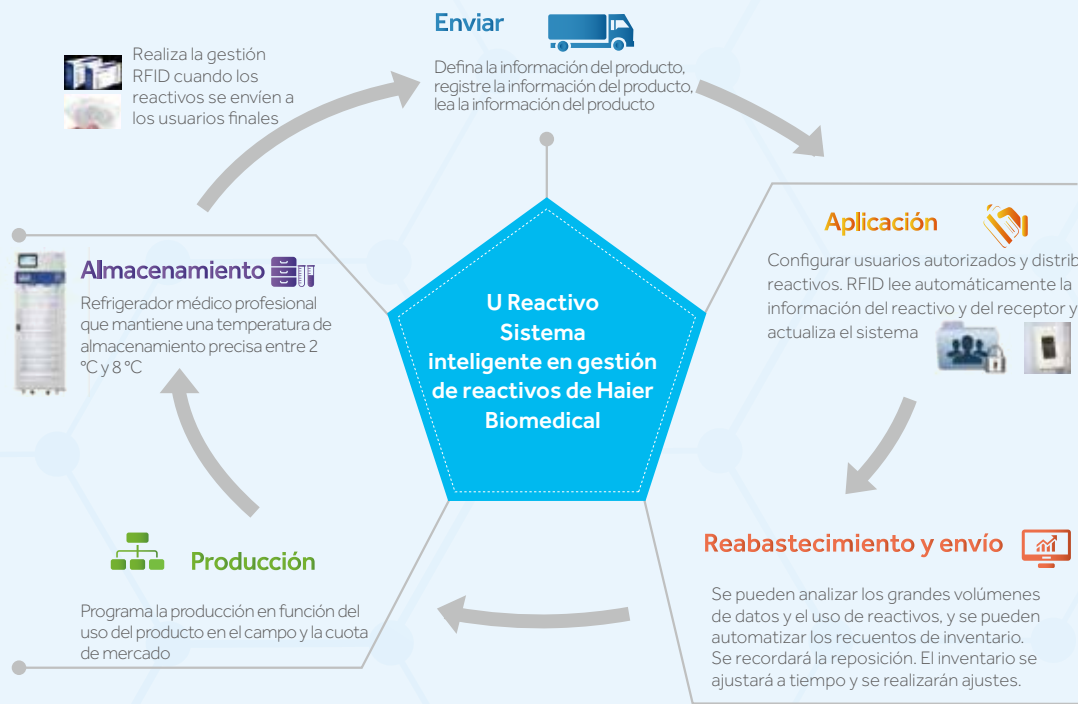 Enviar
Defina la información del producto,
registre la información del producto,
lea la información del producto
Realiza la gestión
RFID cuando los
reactivos se envíen a
los usuarios finales
Aplicación
Configurar usuarios autorizados y distrib
reactivos. RFID lee automáticamente la
información del reactivo y del receptor y
actualiza el sistema
Almacenamiento
Refrigerador médico profesional
que mantiene una temperatura de
almacenamiento precisa entre 2
°C y 8 °C
U Reactivo
Sistema
inteligente en gestión
de reactivos de Haier
Biomedical
Reabastecimiento y envío
Se pueden analizar los grandes volúmenes
de datos y el uso de reactivos, y se pueden
automatizar los recuentos de inventario.
Se recordará la reposición. El inventario se
ajustará a tiempo y se realizarán ajustes.
Producción
Programa la producción en función del
uso del producto en el campo y la cuota
de mercado